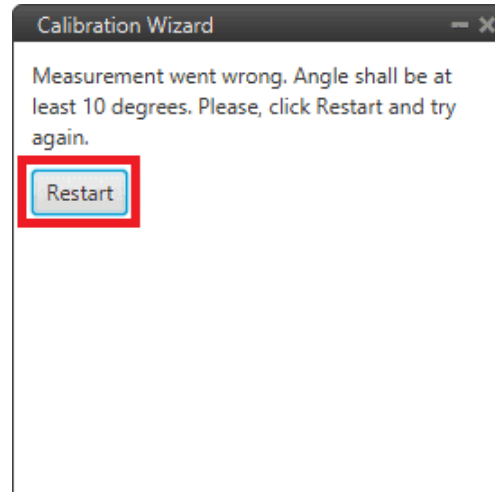 Calibration Wizard
Measurement went wrong. Angle shall be at
least 10 degrees. Please, click Restart and try
again.
Restart